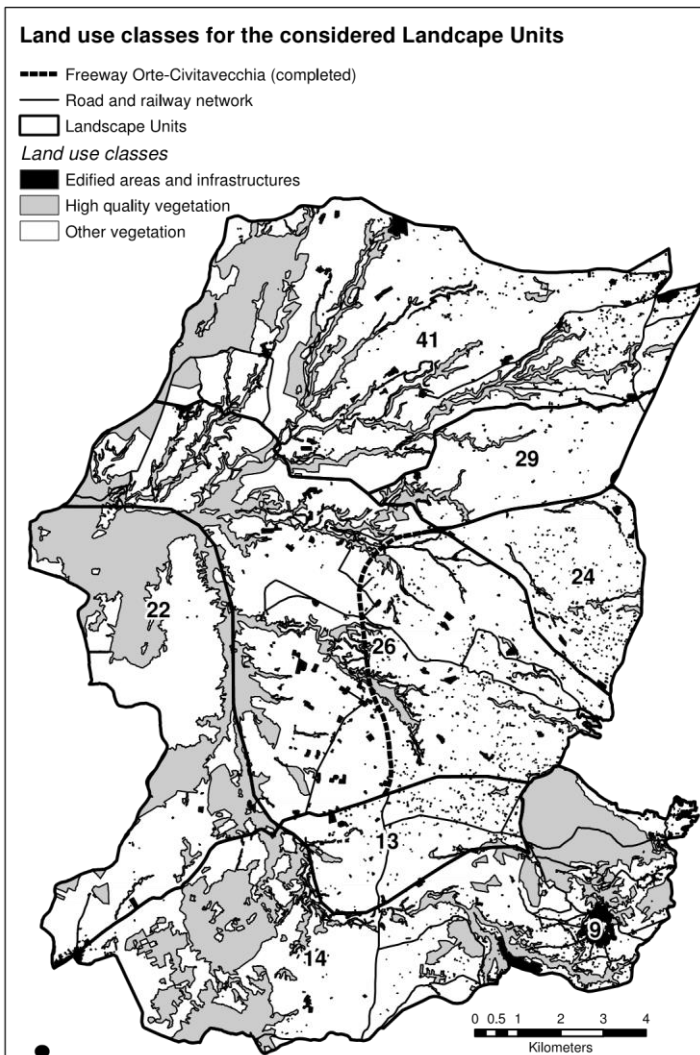 Land use classes for the considered Landcape Units
Freeway Orte-Civitavecchia (completed)
Road and railway network
Landscape Units
Land use classes
Edified areas and infrastructures
High quality vegetation
Other vegetation
41
29
24
22
26
13
9
14
0 0.5 1 2 3 4
Kilometers